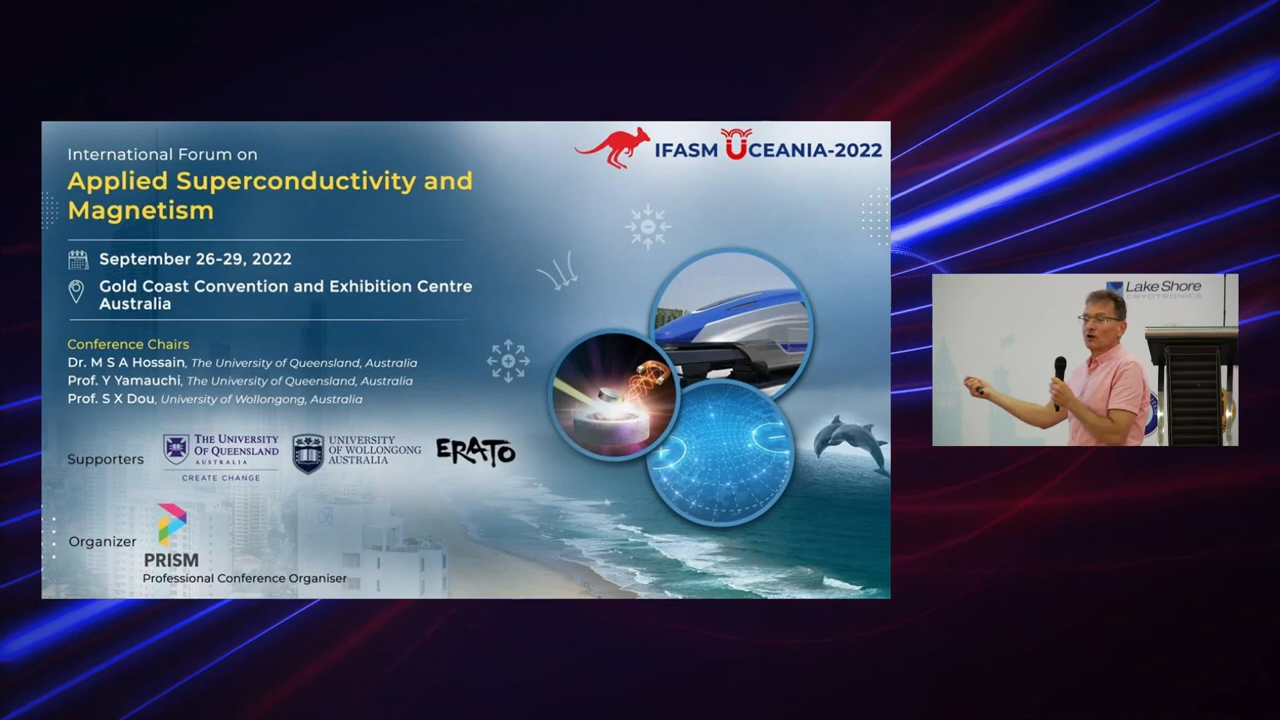 International Forum on
Applied Superconductivity and
Magnetism
September 26-29, 2022
Gold Coast Convention and Exhibition Centre
Australia
Conference Chairs
Dr. M S A Hossain, The University of Queensland, Australia
Prof. Y Yamauchi, The University of Queensland, Australia
Prof. S X Dou, University of Wollongong, Australia
Supporters
THE UNIVERSITY
OF QUEENSLAND
AUSTRALIA
CREATE CHANGE
UNIVERSITY
OF WOLLONGONG
AUSTRALIA
ERATO
Organizer
PRISM
Professional Conference Organiser
IFASM OCEANIA-2022
Lake Shore
CRYOTRONICS